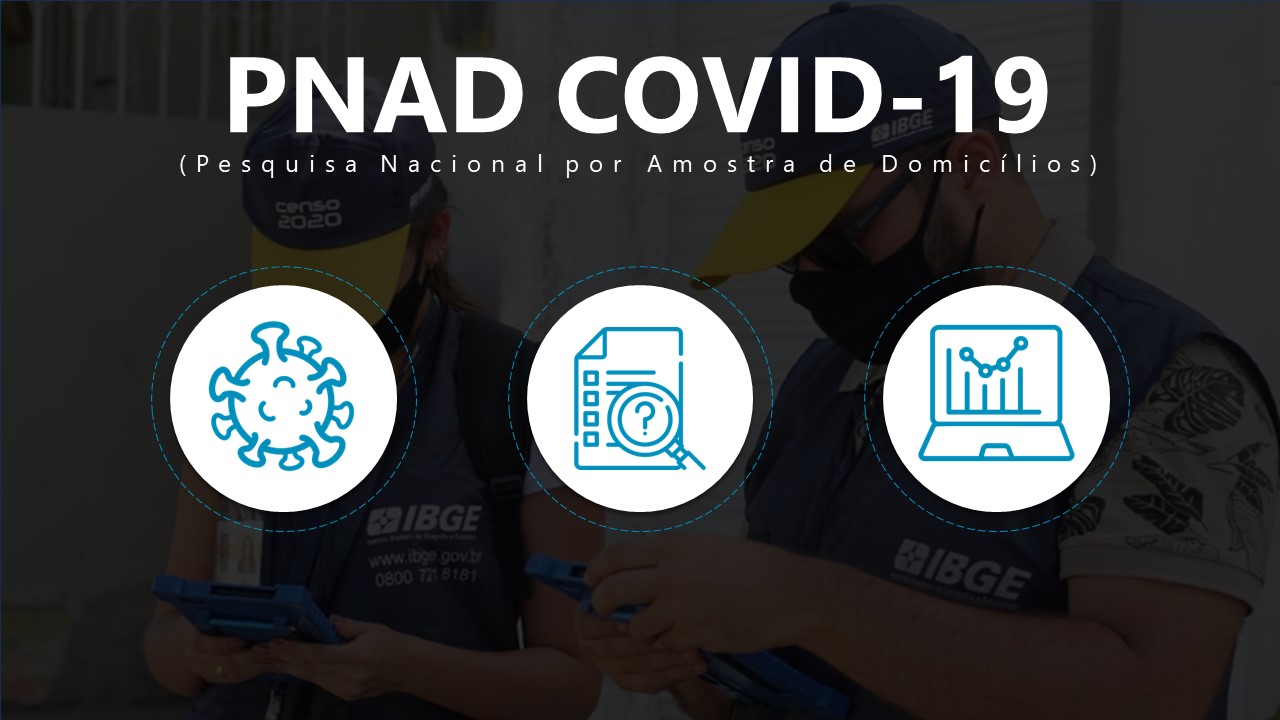 PNAD COVID-19
(Pesquisa Nacional por Amostra de Domicílios)
IBGE
censo
2020
?
IBGE
www.ibge.gov.br
0800 721 8181
IBGE